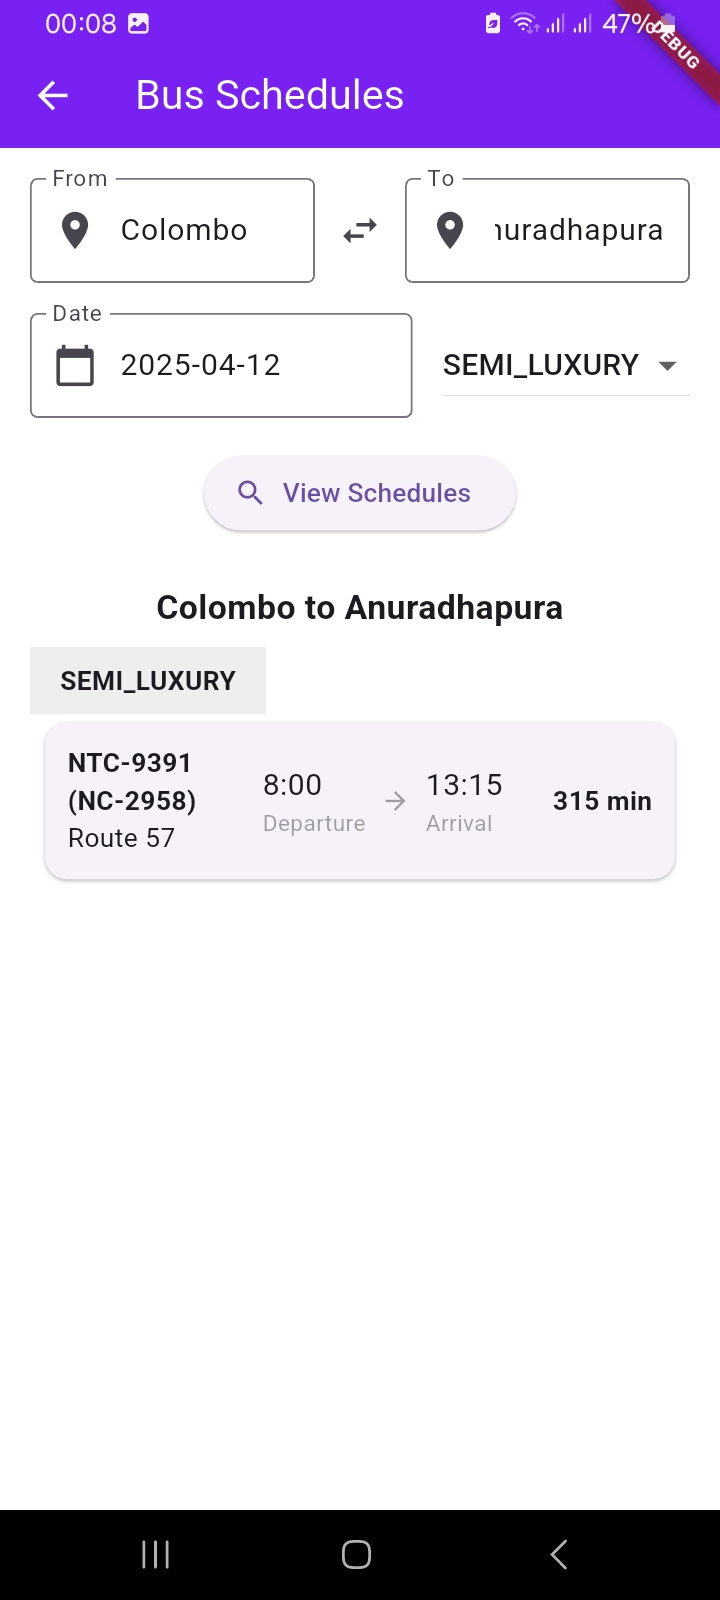 00:08
47%
DEBUG
Bus Schedules
From
To
Colombo
nuradhapura
Date
2025-04-12
SEMI_LUXURY
View Schedules
Colombo to Anuradhapura
SEMI_LUXURY
NTC-9391
(NC-2958)
Route 57
8:00
Departure
13:15
Arrival
315 min